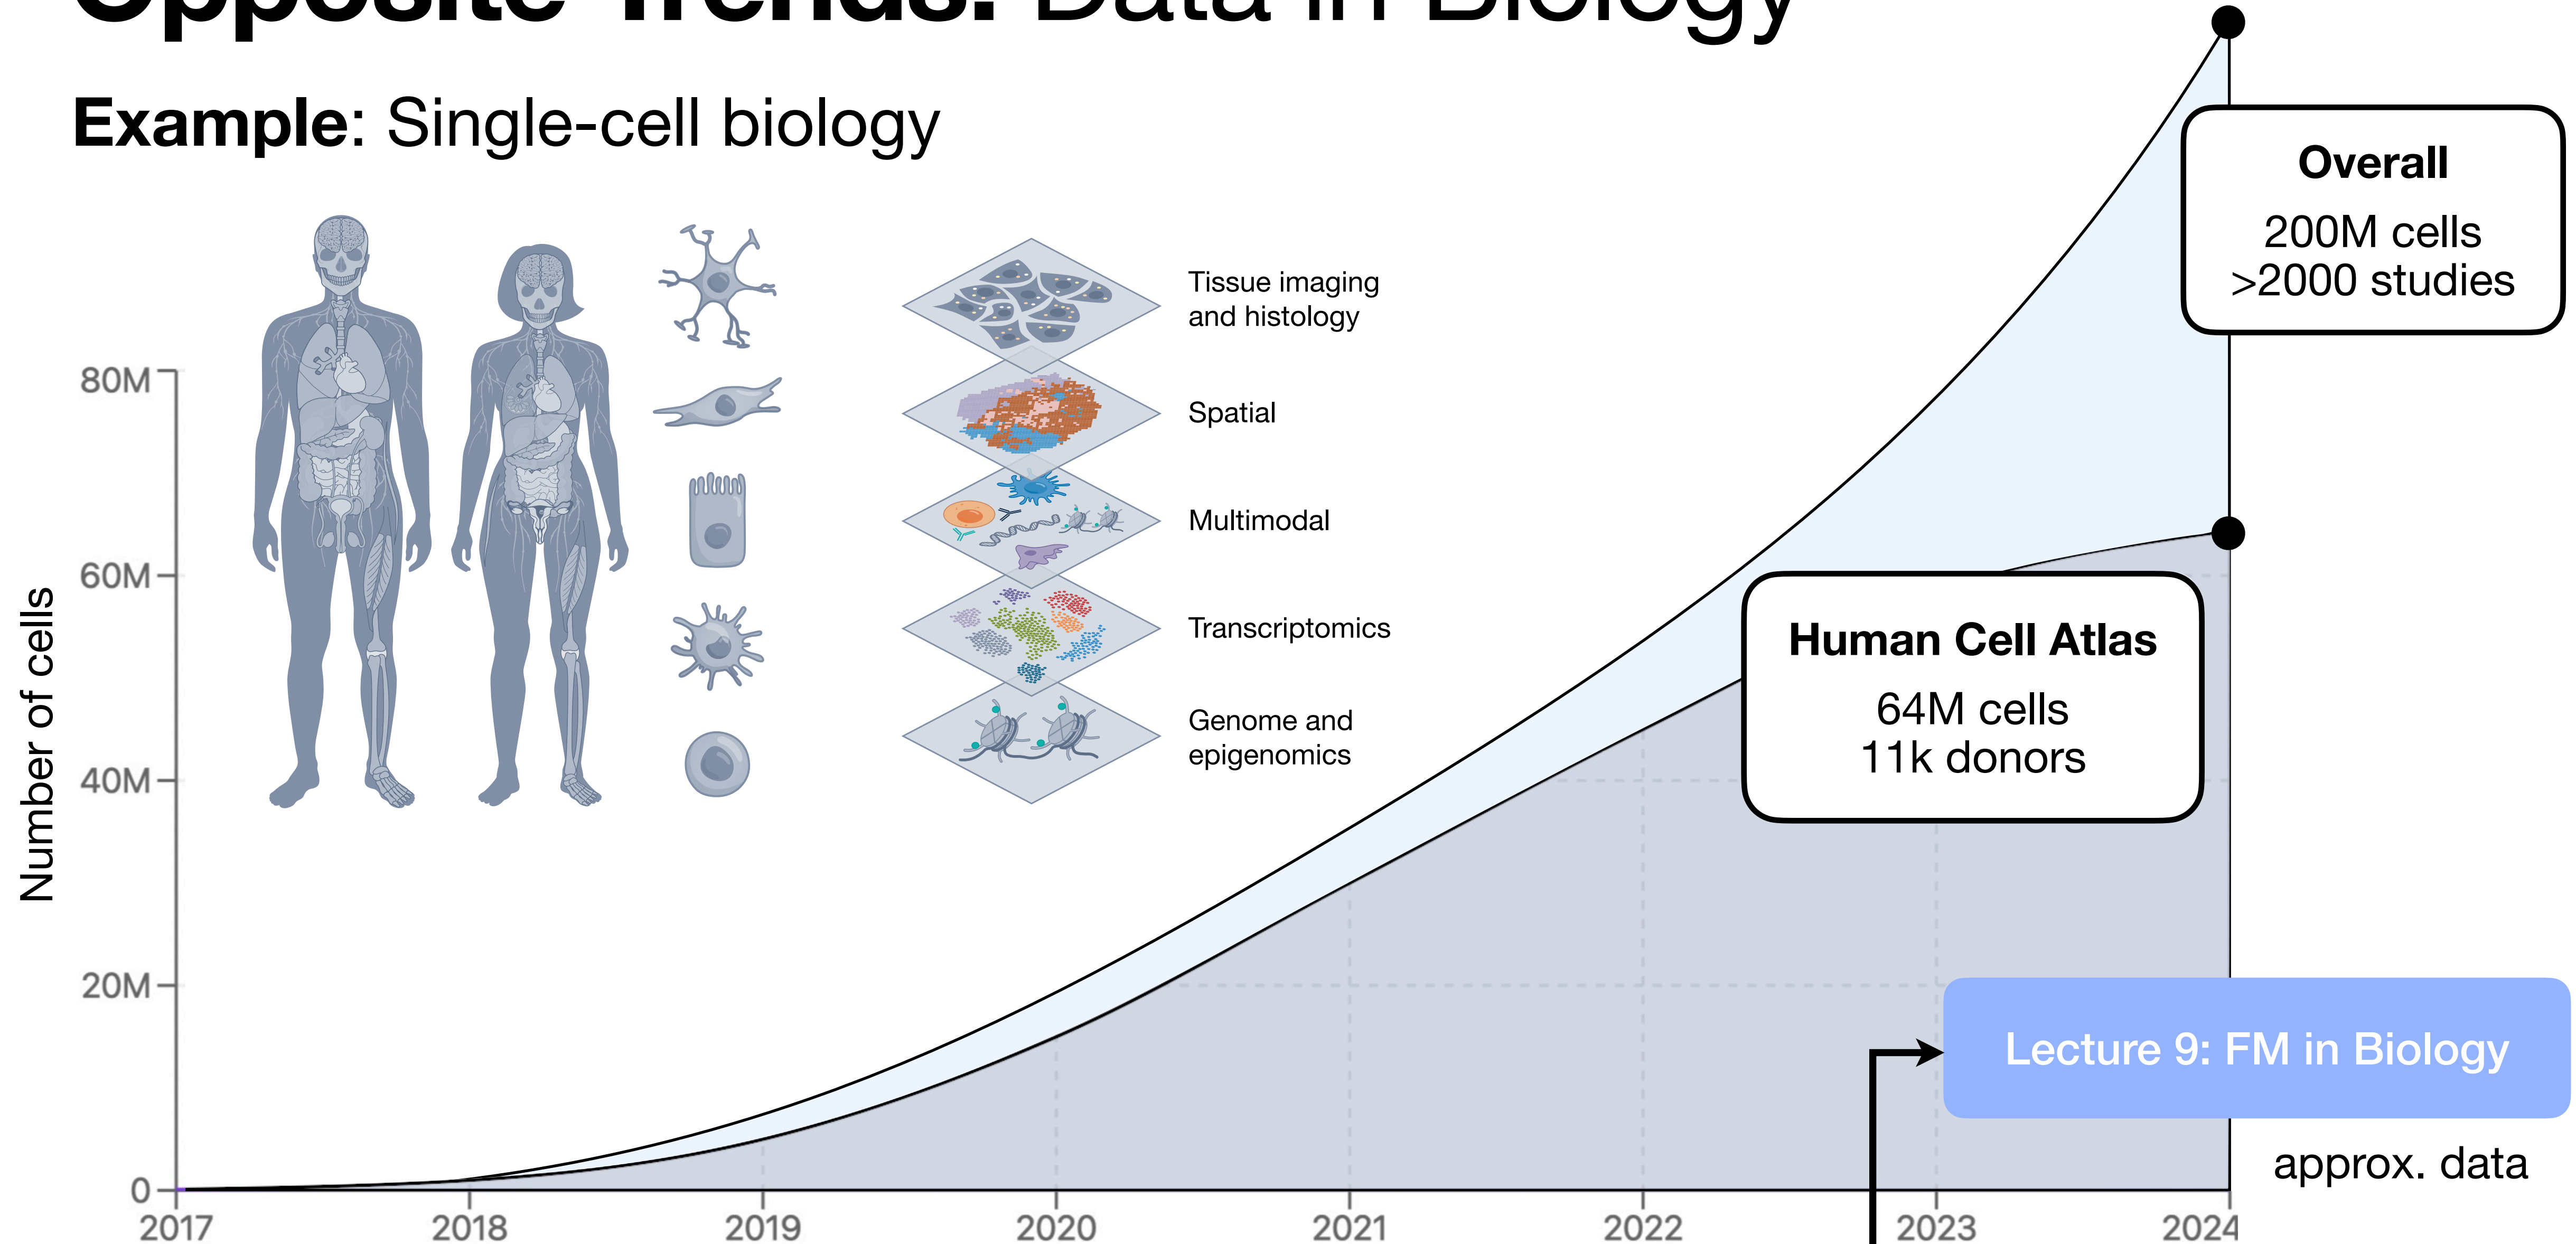 Opposite Trends: Data in Biology
Example: Single-cell biology
Overall
200M cells
>2000 studies
Tissue imaging
and histology
Spatial
Multimodal
Transcriptomics
Genome and
epigenomics
Human Cell Atlas
64M cells
11k donors
Lecture 9: FM in Biology
approx. data
Number of cells
80M
60M
40M
20M
0
2017
2018
2019
2020
2021
2022
2023
2024